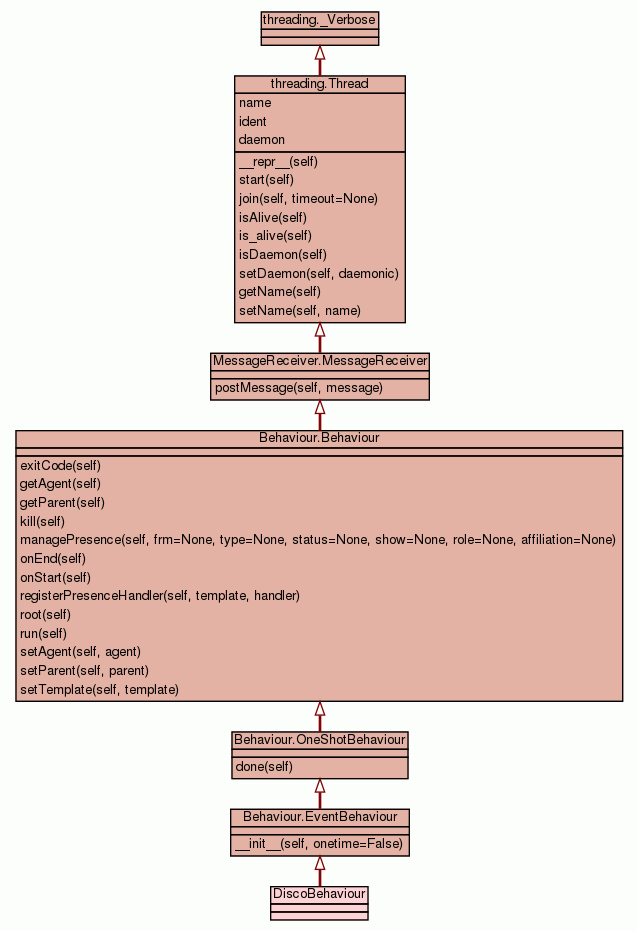 threading._Verbose
threading.Thread
name
ident
daemon
__repr__(self)
start(self)
join(self, timeout=None)
isAlive(self)
is_alive(self)
isDaemon(self)
setDaemon(self, daemonic)
getName(self)
setName(self, name)
MessageReceiver.MessageReceiver
postMessage(self, message)
Behaviour.Behaviour
exitCode(self)
getAgent(self)
getParent(self)
kill(self)
managePresence(self, frm=None, type=None, status=None, show=None, role=None, affiliation=None)
onEnd(self)
onStart(self)
registerPresenceHandler(self, template, handler)
root(self)
run(self)
setAgent(self, agent)
setParent(self, parent)
setTemplate(self, template)
Behaviour.OneShotBehaviour
done(self)
Behaviour.EventBehaviour
__init__(self, onetime=False)
DiscoBehaviour